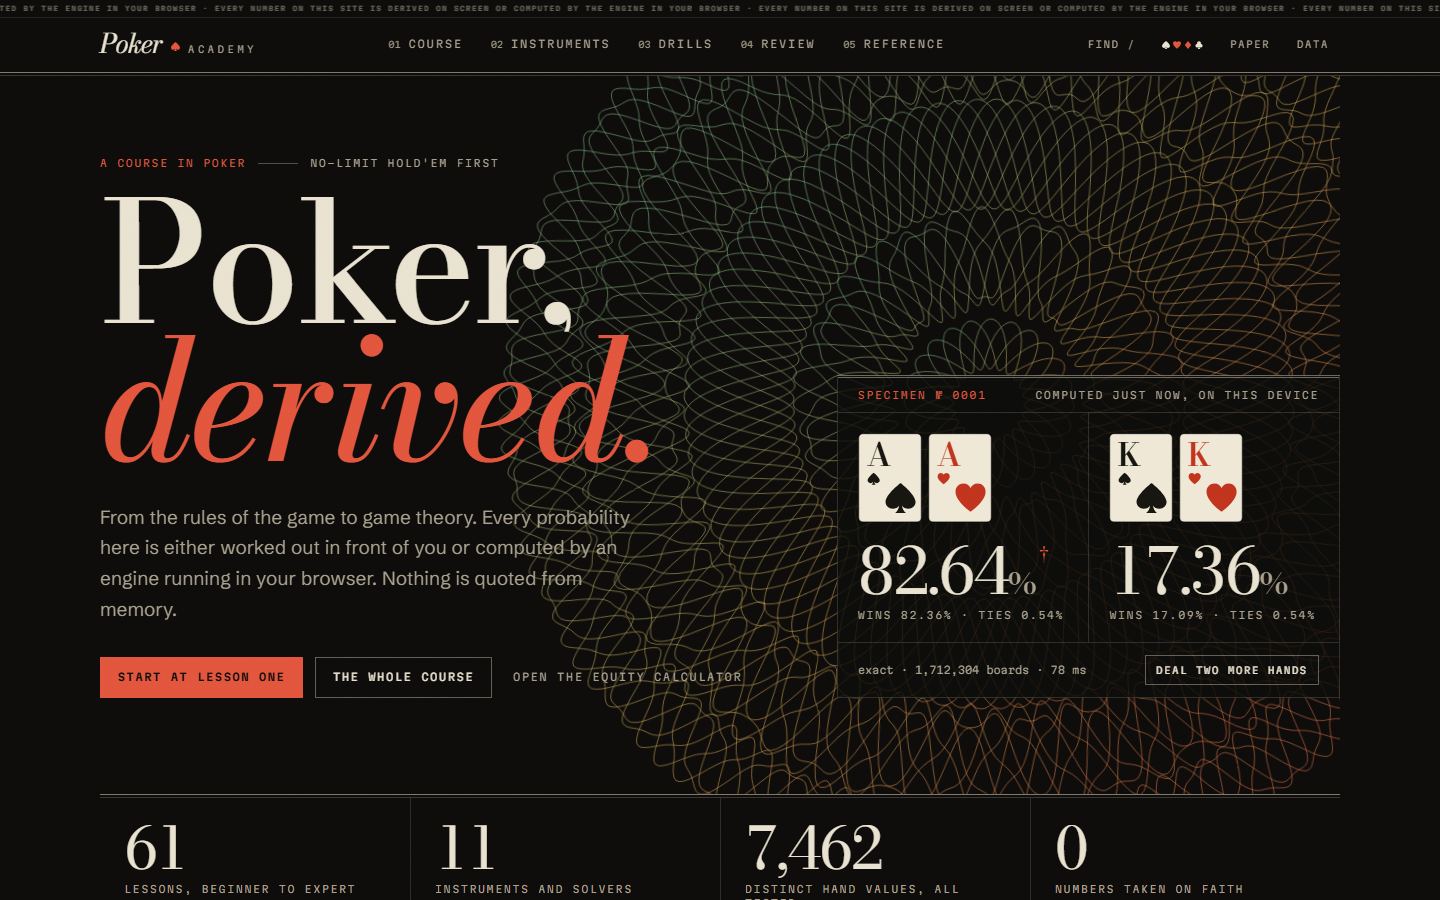 TED BY THE ENGINE IN YOUR BROWSER · EVERY NUMBER ON THIS SITE IS DERIVED ON SCREEN OR COMPUTED BY THE ENGINE IN YOUR BROWSER · EVERY NUMBER ON THIS SITE IS DERIVED ON SCREEN OR COMPUTED BY THE ENGINE IN YOUR BROWSER · EVERY NUMBER ON THIS SI
Poker ♠ ACADEMY
01 COURSE 02 INSTRUMENTS 03 DRILLS 04 REVIEW 05 REFERENCE
FIND / ♠♥♦♣ PAPER DATA
A COURSE IN POKER
NO-LIMIT HOLD'EM FIRST
Poker,
derived.
From the rules of the game to game theory. Every probability
here is either worked out in front of you or computed by an
engine running in your browser. Nothing is quoted from
memory.
START AT LESSON ONE
THE WHOLE COURSE
OPEN THE EQUITY CALCULATOR
SPECIMEN № 0001
COMPUTED JUST NOW, ON THIS DEVICE
A A
82.64% †
WINS 82.36% · TIES 0.54%
K K
17.36%
WINS 17.09% · TIES 0.54%
exact · 1,712,304 boards · 78 ms
DEAL TWO MORE HANDS
61
LESSONS, BEGINNER TO EXPERT
11
INSTRUMENTS AND SOLVERS
7,462
DISTINCT HAND VALUES, ALL
0
NUMBERS TAKEN ON FAITH